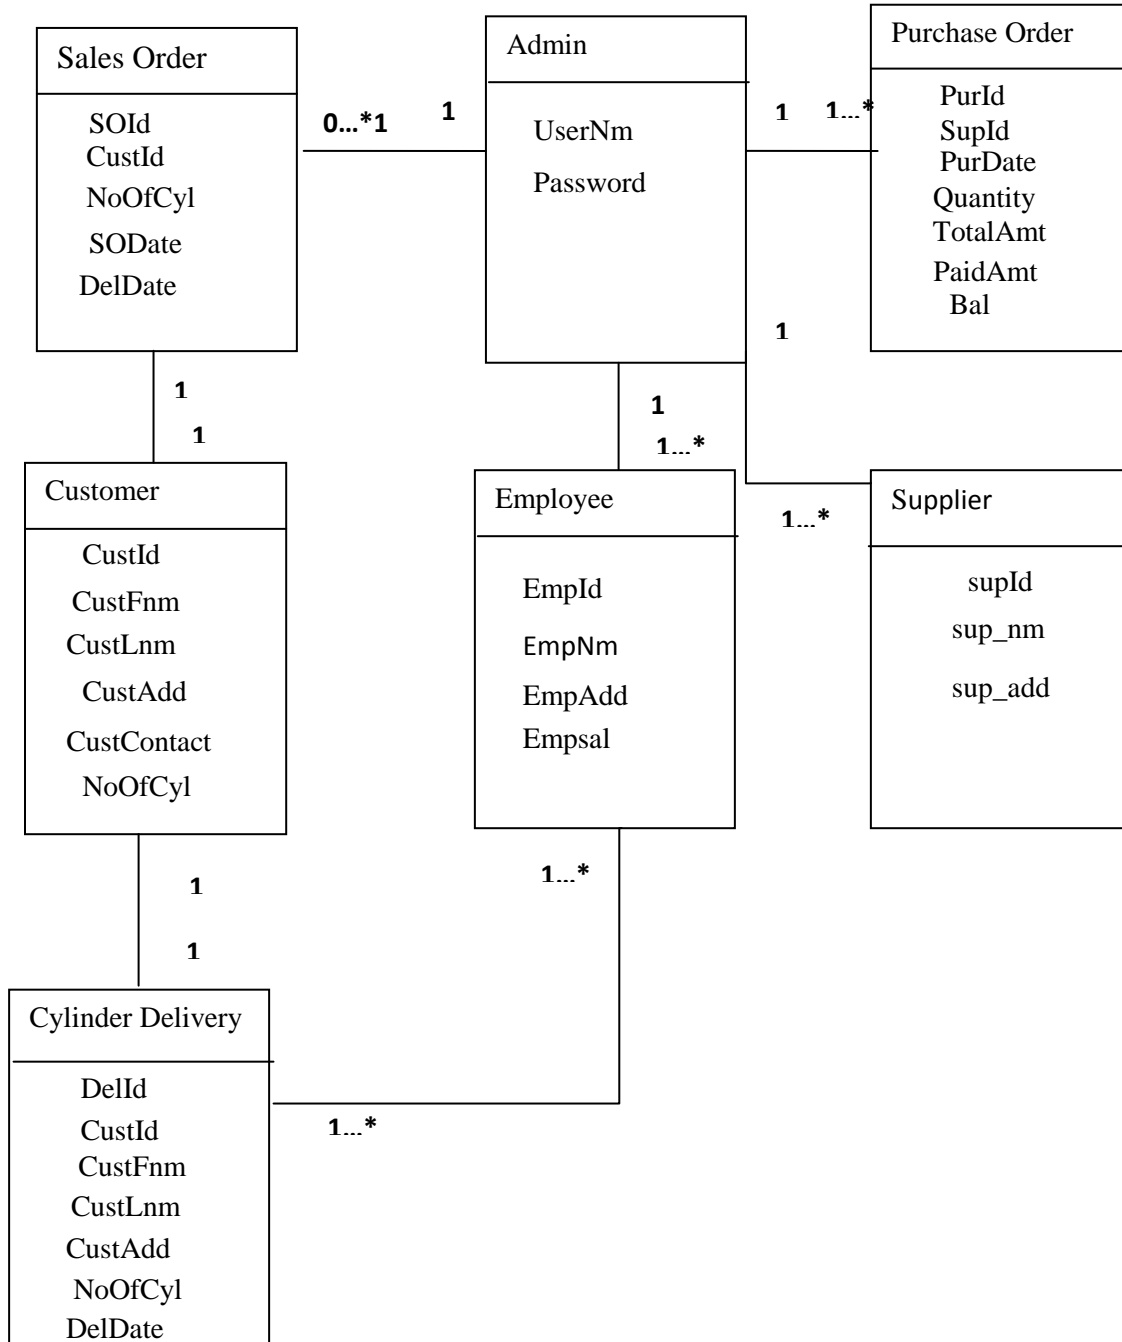 Sales Order
SOId
CustId
NoOfCyl
SODate
DelDate
0...*1
1
Admin
UserNm
Password
1
1...*
Purchase Order
PurId
SupId
PurDate
Quantity
TotalAmt
PaidAmt
Bal
1
1
1
1...*
1
1...*
Customer
CustId
CustFnm
CustLnm
CustAdd
CustContact
NoOfCyl
Employee
EmpId
EmpNm
EmpAdd
Empsal
Supplier
supId
sup_nm
sup_add
1
1
1...*
1...*
Cylinder Delivery
DelId
CustId
CustFnm
CustLnm
CustAdd
NoOfCyl
DelDate